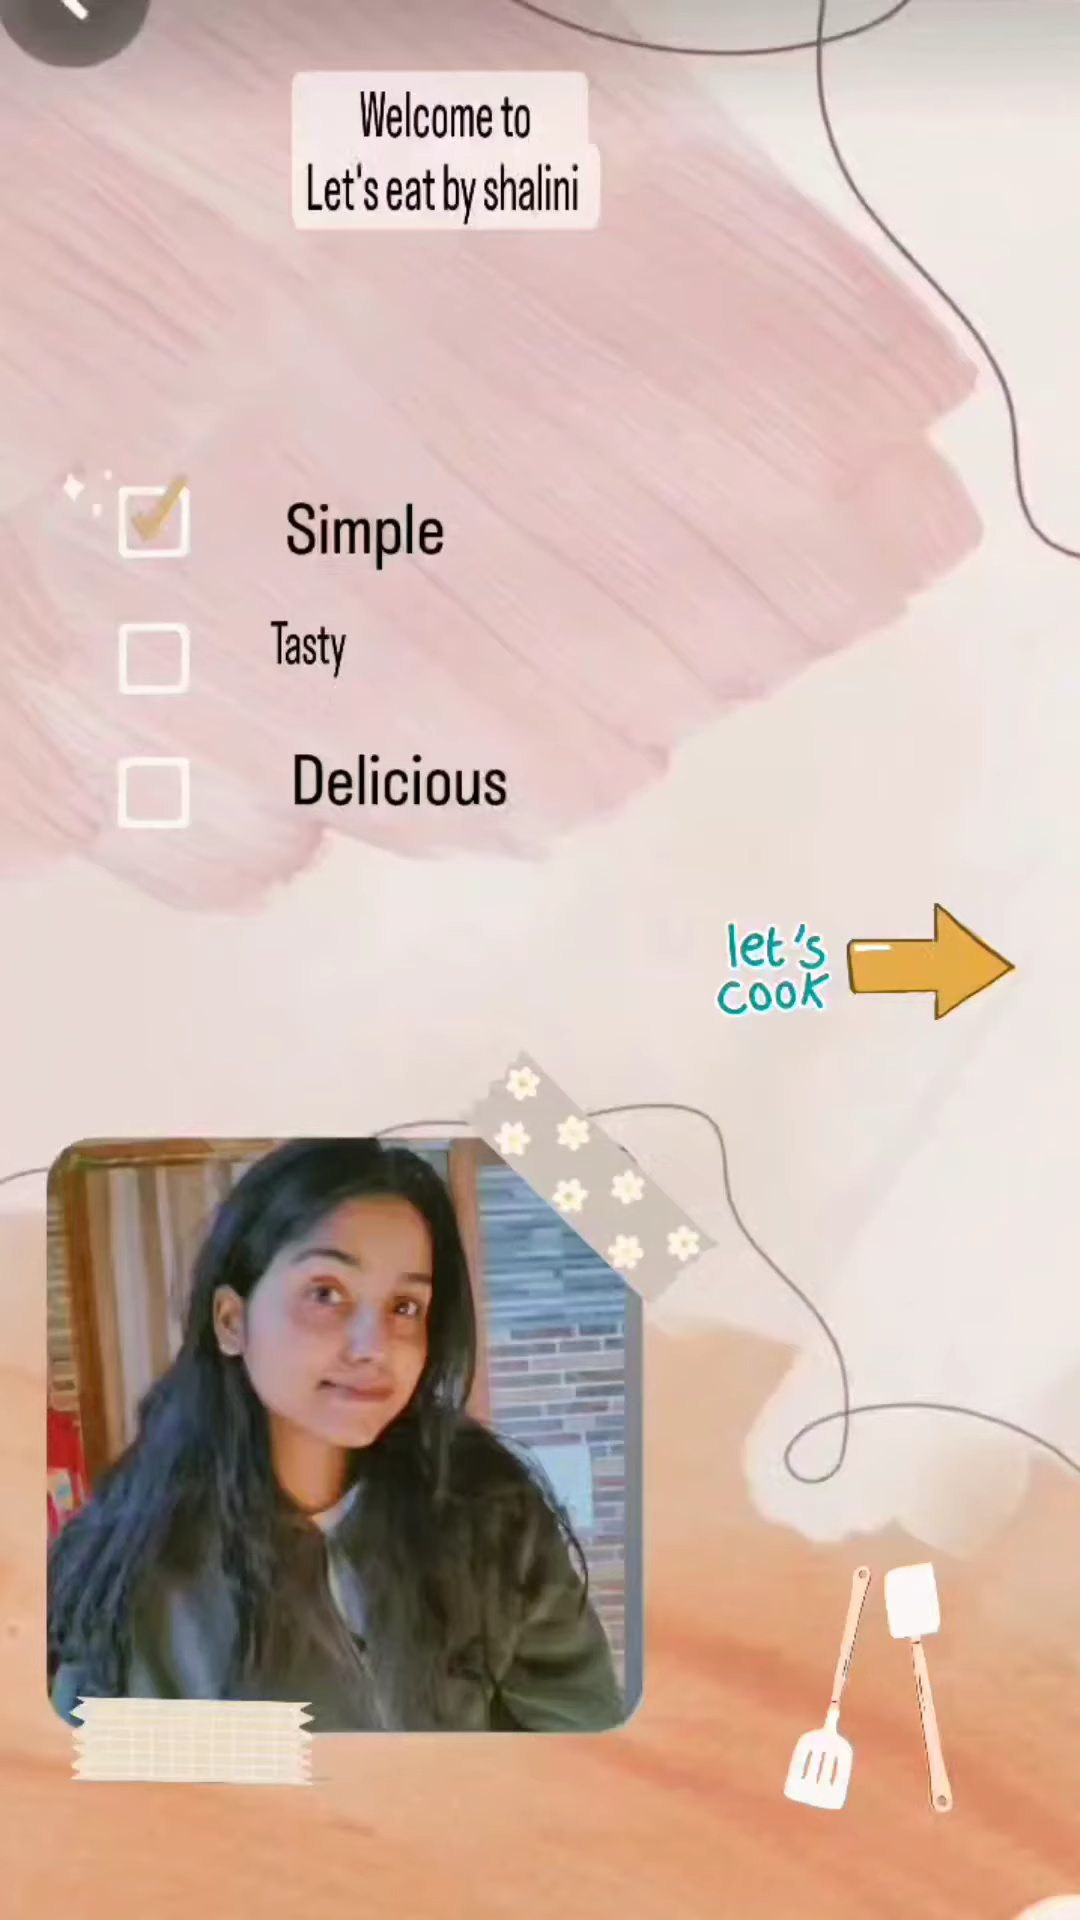 Welcome to
Let's eat by shalini
Simple
Tasty
Delicious
let's
cook